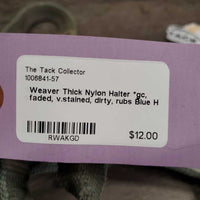 The Tack Collector
1006841-57
Weaver Thick Nylon Halter *gc,
faded, v.stained, dirty, rubs Blue H
$12.00
RWAKGD